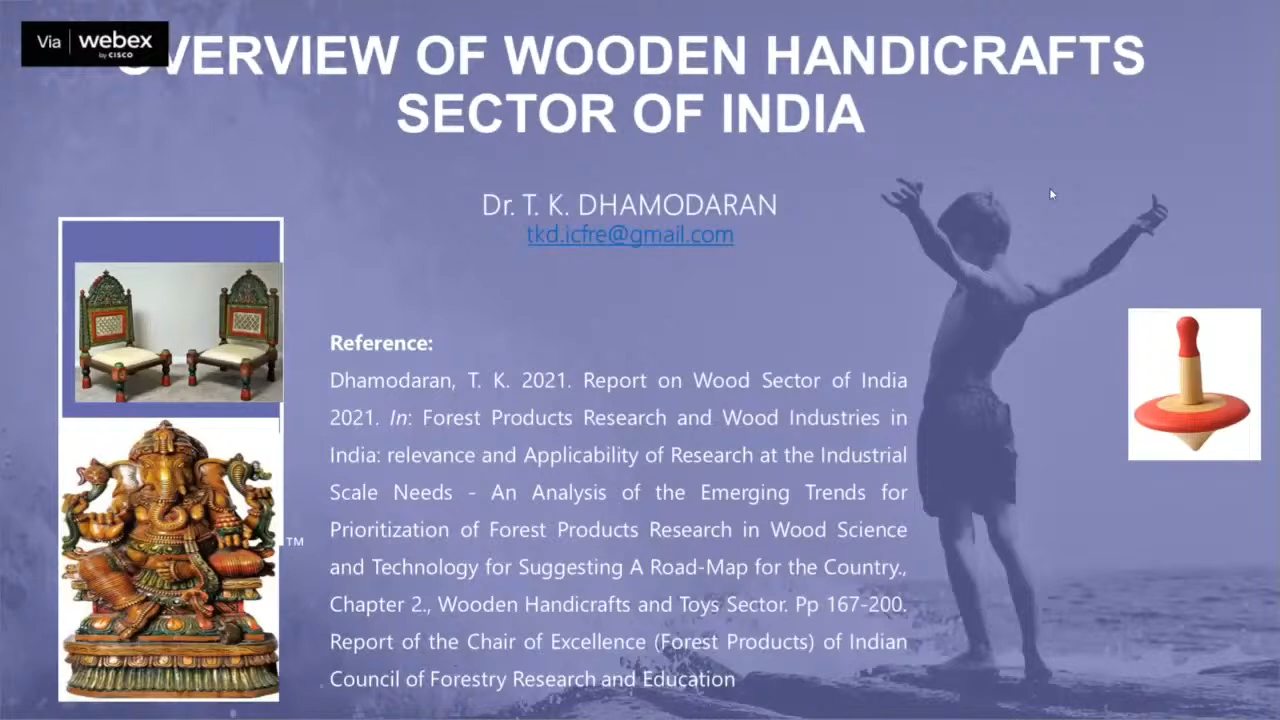 Via webex
by CISCO
OVERVIEW OF WOODEN HANDICRAFTS
SECTOR OF INDIA
Dr. T. K. DHAMODARAN
tkd.icfre@gmail.com
Reference:
Dhamodaran, T. K. 2021. Report on Wood Sector of India
2021. In: Forest Products Research and Wood Industries in
India: relevance and Applicability of Research at the Industrial
Scale Needs - An Analysis of the Emerging Trends for
Prioritization of Forest Products Research in Wood Science
and Technology for Suggesting A Road-Map for the Country.,
Chapter 2., Wooden Handicrafts and Toys Sector. Pp 167-200.
Report of the Chair of Excellence (Forest Products) of Indian
Council of Forestry Research and Education
TM